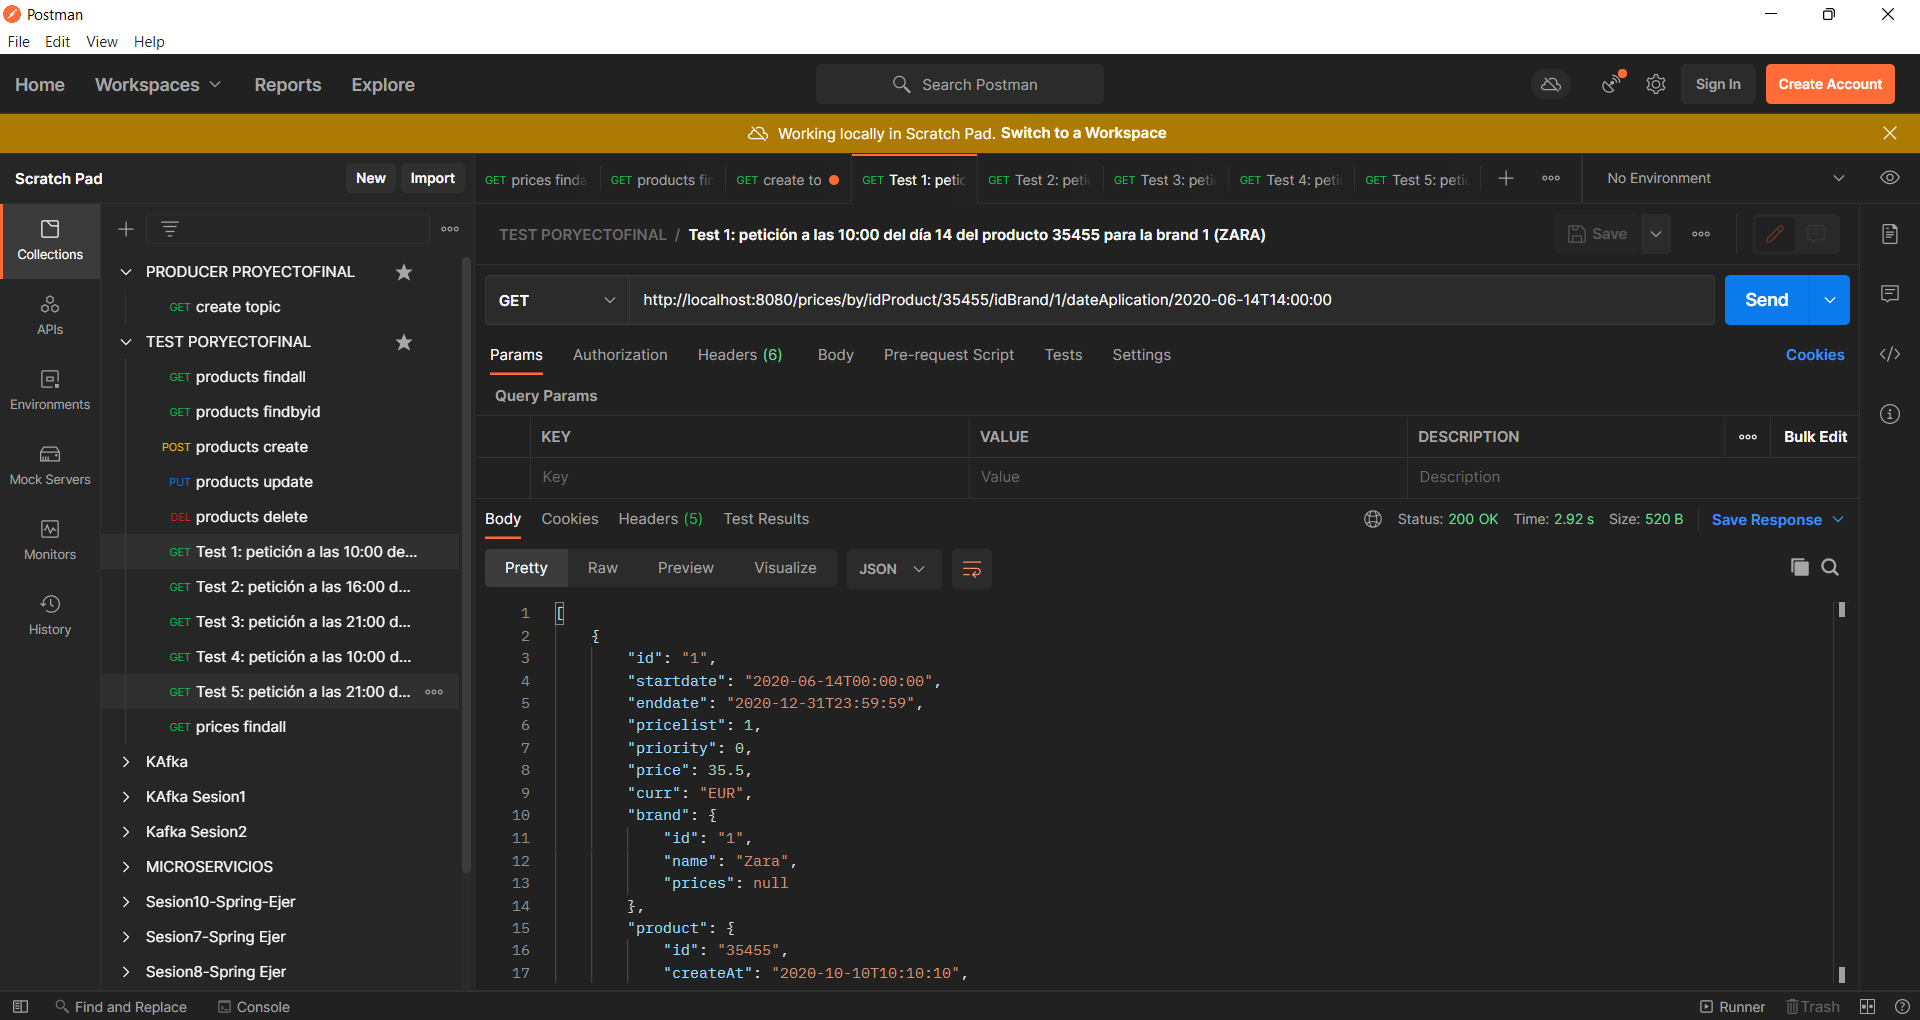 Postman
File Edit View Help
Home Workspaces Reports Explore Search Postman Sign In Create Account
Working locally in Scratch Pad. Switch to a Workspace
Scratch Pad New Import
GET prices finda GET products fi GET create to GET Test 1: petic GET Test 2: peti GET Test 3: peti GET Test 4: peti GET Test 5: peti No Environment
Collections
APIs
Environments
Mock Servers
Monitors
History
PRODUCER PROYECTOFINAL
GET create topic
TEST PORYECTOFINAL
GET products findall
GET products findbyid
POST products create
PUT products update
DEL products delete
GET Test 1: petición a las 10:00 de...
GET Test 2: petición a las 16:00 d...
GET Test 3: petición a las 21:00 d...
GET Test 4: petición a las 10:00 d...
GET Test 5: petición a las 21:00 d...
GET prices findall
KAfka
KAfka Sesion1
Kafka Sesion2
MICROSERVICIOS
Sesion10-Spring-Ejer
Sesion7-Spring Ejer
Sesion8-Spring Ejer
TEST PORYECTOFINAL / Test 1: petición a las 10:00 del día 14 del producto 35455 para la brand 1 (ZARA) Save
GET http://localhost:8080/prices/by/idProduct/35455/idBrand/1/dateAplication/2020-06-14T14:00:00 Send
Params Authorization Headers (6) Body Pre-request Script Tests Settings Cookies
Query Params
KEY VALUE DESCRIPTION Bulk Edit
Key Value Description
Body Cookies Headers (5) Test Results Status: 200 OK Time: 2.92 s Size: 520 B Save Response
Pretty Raw Preview Visualize JSON
1 [
2 {
3 "id": "1",
4 "startdate": "2020-06-14T00:00:00",
5 "enddate": "2020-12-31T23:59:59",
6 "pricelist": 1,
7 "priority": 0,
8 "price": 35.5,
9 "curr": "EUR",
10 "brand": {
11 "id": "1",
12 "name": "Zara",
13 "prices": null
14 },
15 "product": {
16 "id": "35455",
17 "createAt": "2020-10-10T10:10:10",
Find and Replace Console Runner Trash